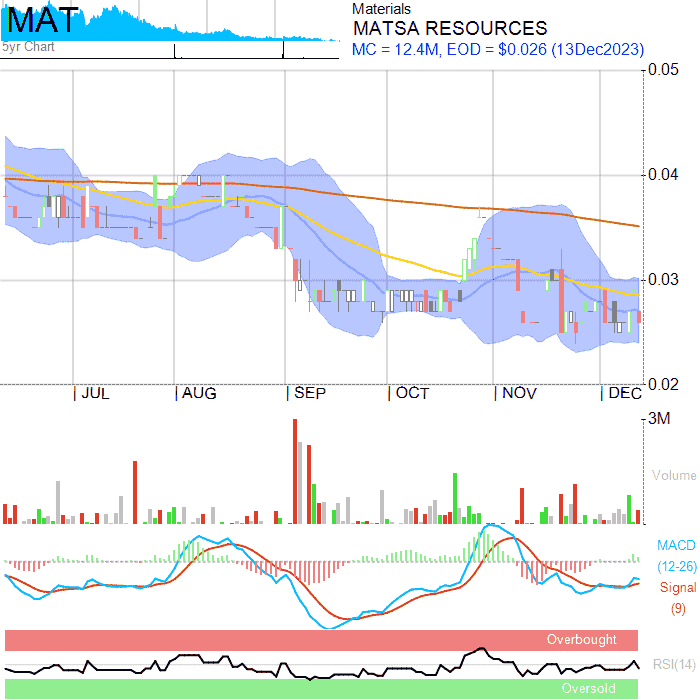 MAT
5yr Chart
Materials
MATSA RESOURCES
MC = 12.4M, EOD = $0.026 (13Dec2023)
0.05
0.04
0.03
0.02
| JUL | AUG | SEP | OCT | NOV | DEC
3M
Volume
MACD
(12-26)
Signal
(9)
Overbought
RSI(14)
Oversold